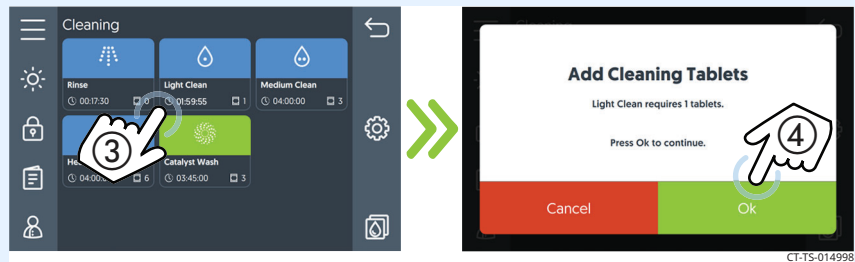 Cleaning
Rinse
00:17:30 0
Light Clean
01:59:55 1
Medium Clean
04:00:00 3
04:00:0 6
Catalyst Wash
03:45:00 3
3
Add Cleaning Tablets
Light Clean requires 1 tablets.
Press Ok to continue.
4
Cancel
Ok
CT-TS-014998